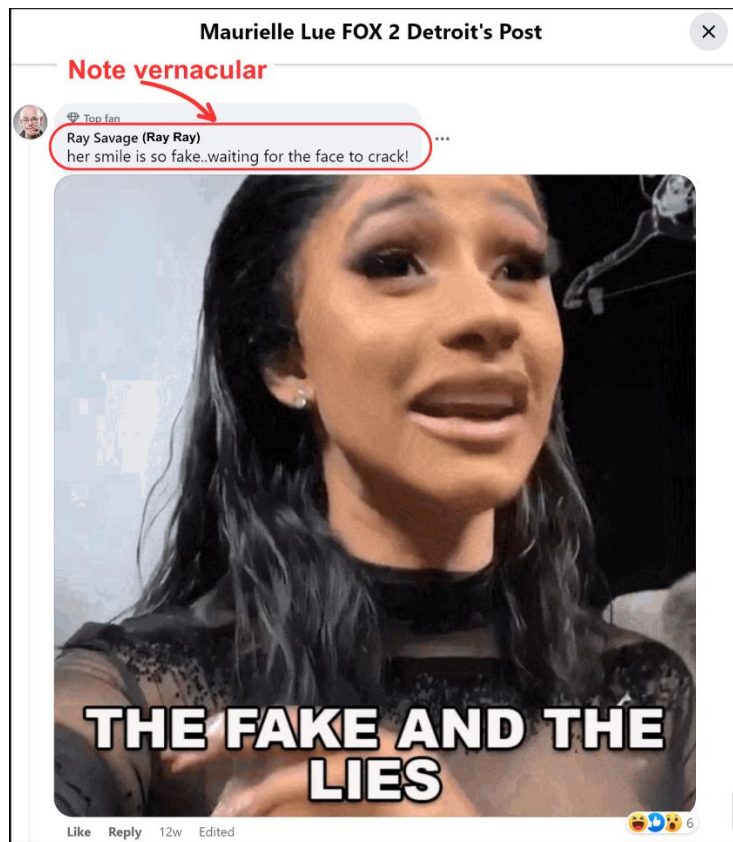 Maurielle Lue FOX 2 Detroit's Post
Note vernacular
Top fan
Ray Savage (Ray Ray)
her smile is so fake..waiting for the face to crack!
THE FAKE AND THE
LIES
Like Reply 12w Edited 6